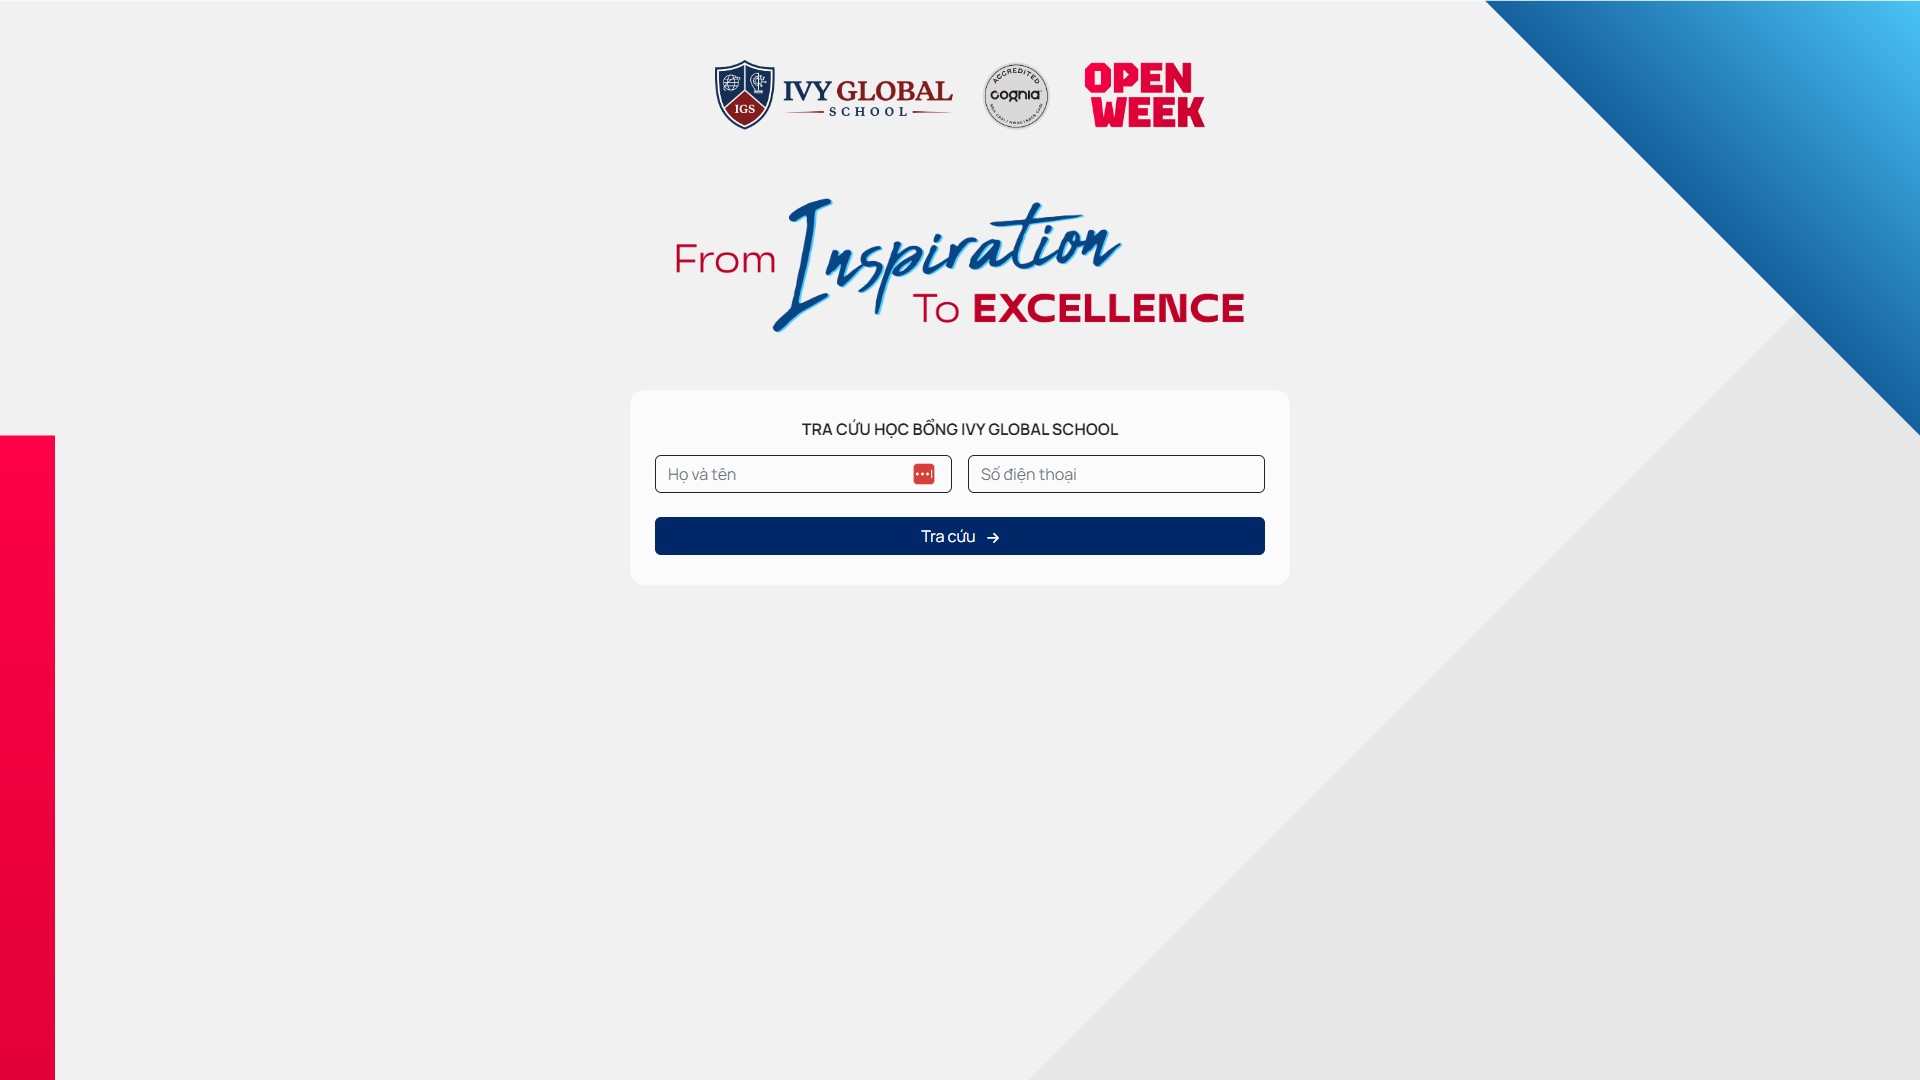 IGS
IVY GLOBAL
SCHOOL
ACCREDITED
cognia
OPEN
WEEK
From Inspiration
To EXCELLENCE
TRA CỨU HỌC BỔNG IVY GLOBAL SCHOOL
Họ và tên
Số điện thoại
Tra cứu →